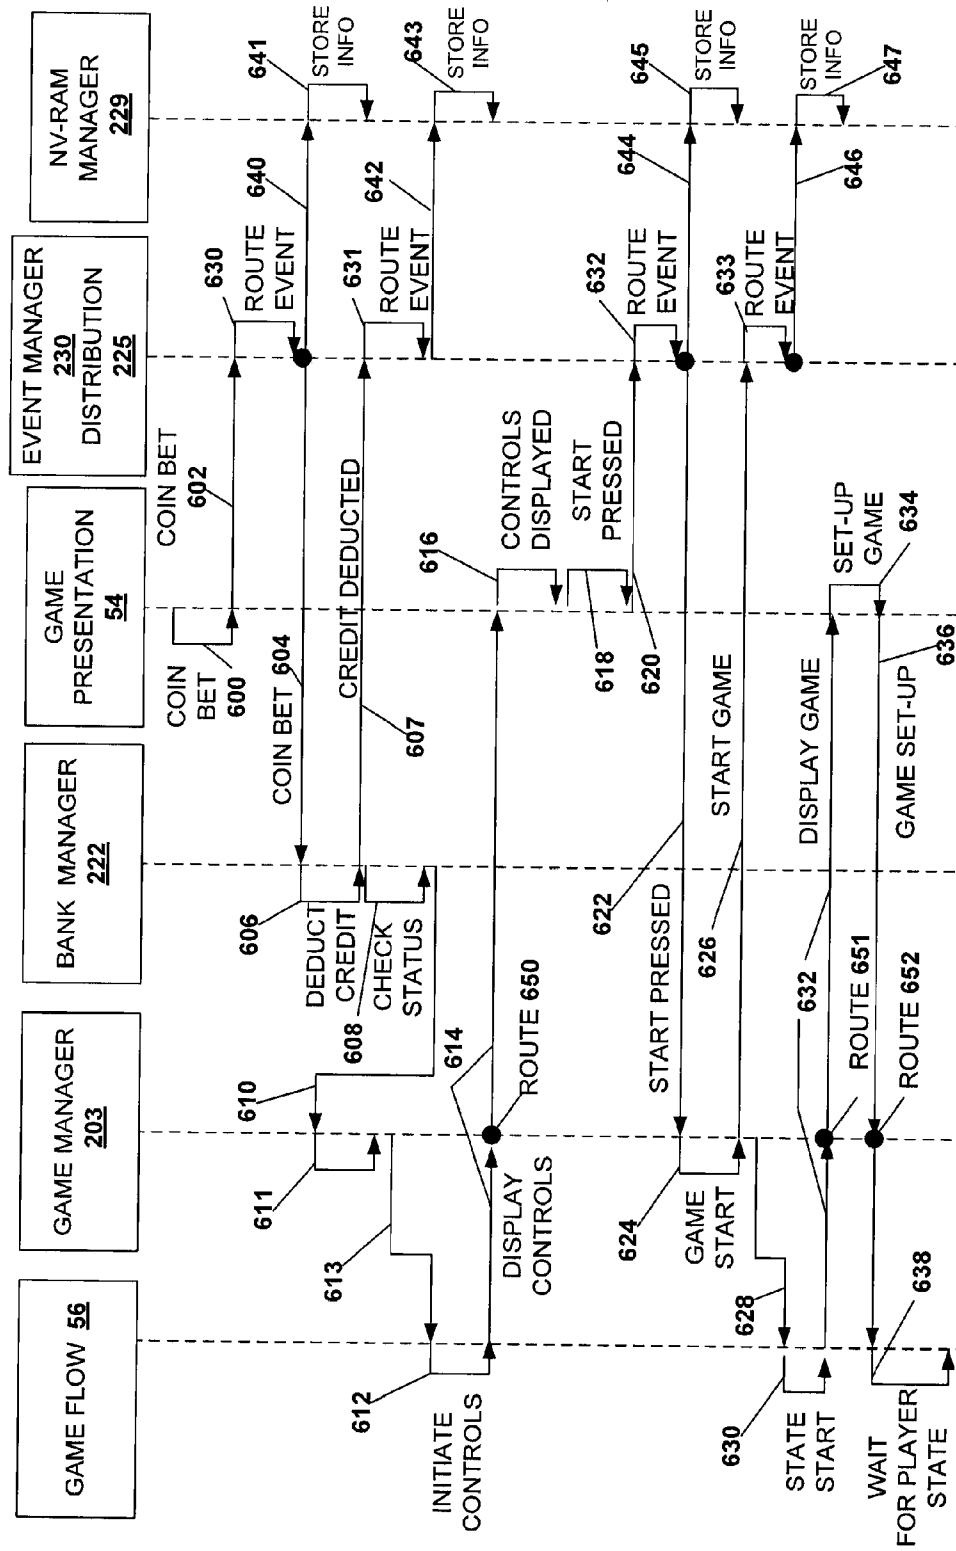 GAME FLOW 56
GAME MANAGER
203
BANK MANAGER
222
GAME
PRESENTATION
54
EVENT MANAGER
230
DISTRIBUTION
225
NV-RAM
MANAGER
229
COIN
BET
600
COIN BET
602
630
ROUTE
EVENT
640
641
STORE
INFO
COIN BET 604
606
DEDUCT
CREDIT
CREDIT DEDUCTED
607
631
ROUTE
EVENT
642
643
STORE
INFO
608
CHECK
STATUS
610
611
613
612
INITIATE
CONTROLS
614
DISPLAY
CONTROLS
ROUTE 650
616
CONTROLS
DISPLAYED
618
START
PRESSED
620
632
ROUTE
EVENT
644
645
STORE
INFO
622
START PRESSED
624
GAME
START
626
START GAME
633
ROUTE
EVENT
646
647
STORE
INFO
628
630
STATE
START
632
DISPLAY GAME
ROUTE 651
SET-UP
GAME
634
636
GAME SET-UP
ROUTE 652
638
WAIT
FOR PLAYER
STATE